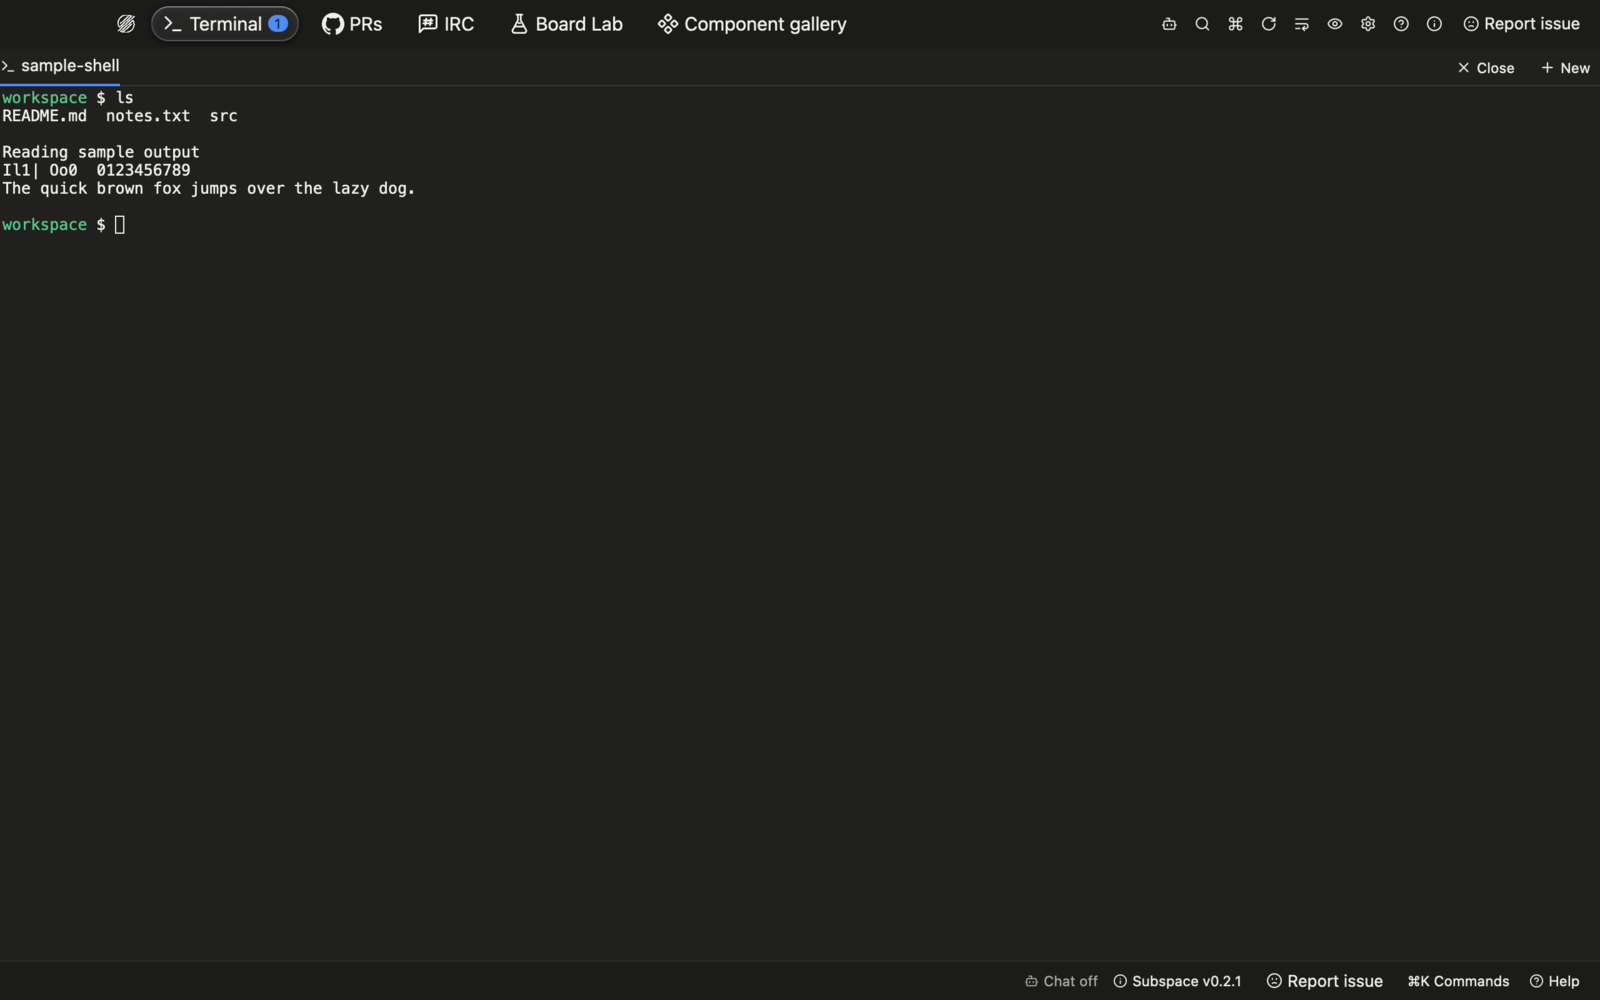 Terminal 1 PRs IRC Board Lab Component gallery Report issue
>_ sample-shell Close New
workspace $ ls
README.md  notes.txt  src
Reading sample output
Il1| Oo0  0123456789
The quick brown fox jumps over the lazy dog.
workspace $
Chat off Subspace v0.2.1 Report issue ⌘K Commands Help